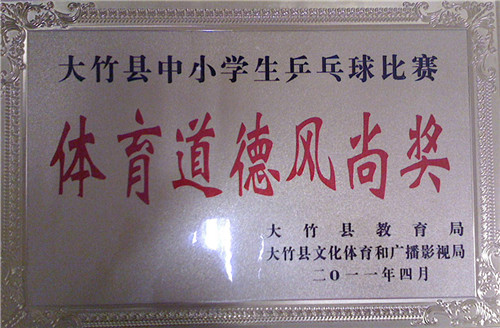 大竹县中小学生乒乓球比赛
体育道德风尚奖
大竹县教育局
大竹县文化体育和广播影视局
二0一一年四月